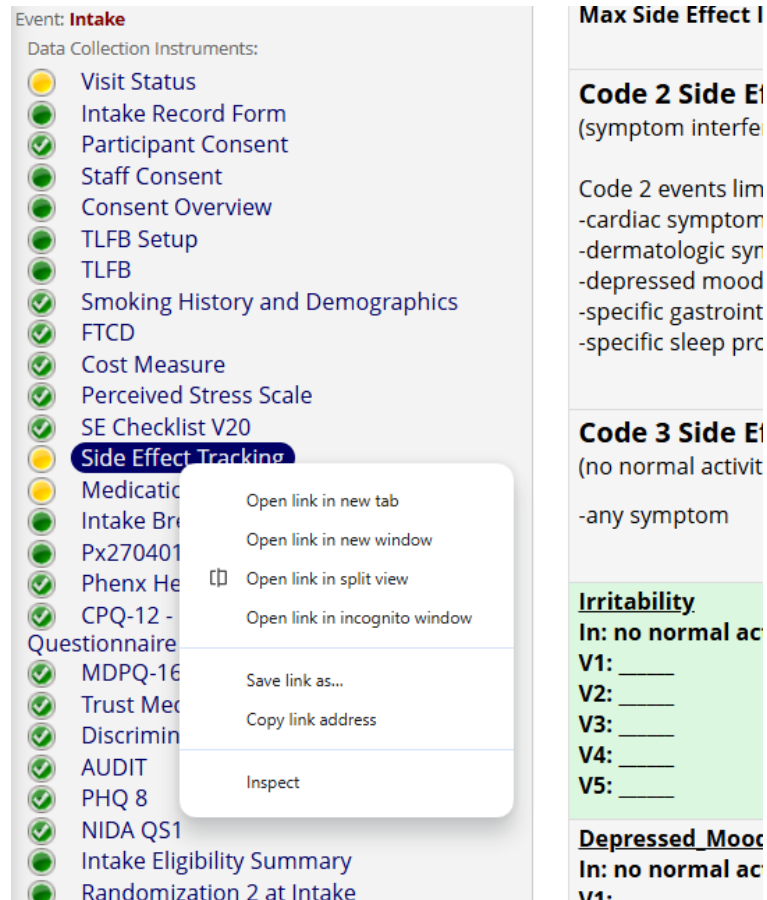 Event: Intake
Data Collection Instruments:
Visit Status
Intake Record Form
Participant Consent
Staff Consent
Consent Overview
TLFB Setup
TLFB
Smoking History and Demographics
FTCD
Cost Measure
Perceived Stress Scale
SE Checklist V20
Side Effect Tracking
Medicatio
Intake Bre
Px270401
Phenx He
CPQ-12 -
Questionnaire
MDPQ-16
Trust Med
Discrimin
AUDIT
PHQ 8
NIDA QS1
Intake Eligibility Summary
Randomization 2 at Intake
Open link in new tab
Open link in new window
Open link in split view
Open link in incognito window
Save link as...
Copy link address
Inspect
Max Side Effect I
Code 2 Side Ef
(symptom interfer
Code 2 events lim
-cardiac symptom
-dermatologic sym
-depressed mood
-specific gastroint
-specific sleep pro
Code 3 Side Ef
(no normal activit
-any symptom
Irritability
In: no normal act
V1: ______
V2: ______
V3: ______
V4: ______
V5: ______
Depressed_Mood
In: no normal act
V1: